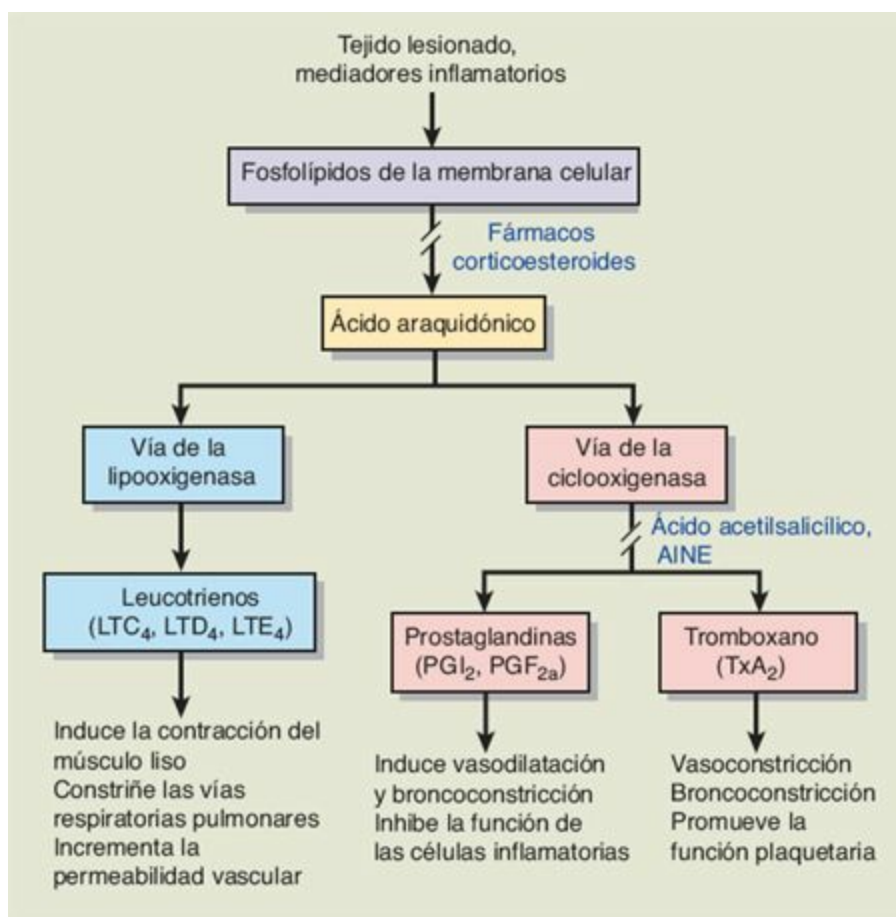 Tejido lesionado,
mediadores inflamatorios
Fosfolípidos de la membrana celular
Fármacos
corticoesteroides
Ácido araquidónico
Vía de la
lipooxigenasa
Vía de la
ciclooxigenasa
Ácido acetilsalicílico,
AINE
Leucotrienos
(LTC₄, LTD₄, LTE₄)
Prostaglandinas
(PGI₂, PGF₂ₐ)
Tromboxano
(TxA₂)
Induce la contracción del
músculo liso
Constriñe las vías
respiratorias pulmonares
Incrementa la
permeabilidad vascular
Induce vasodilatación
y broncoconstricción
Inhibe la función de
las células inflamatorias
Vasoconstricción
Broncoconstricción
Promueve la
función plaquetaria